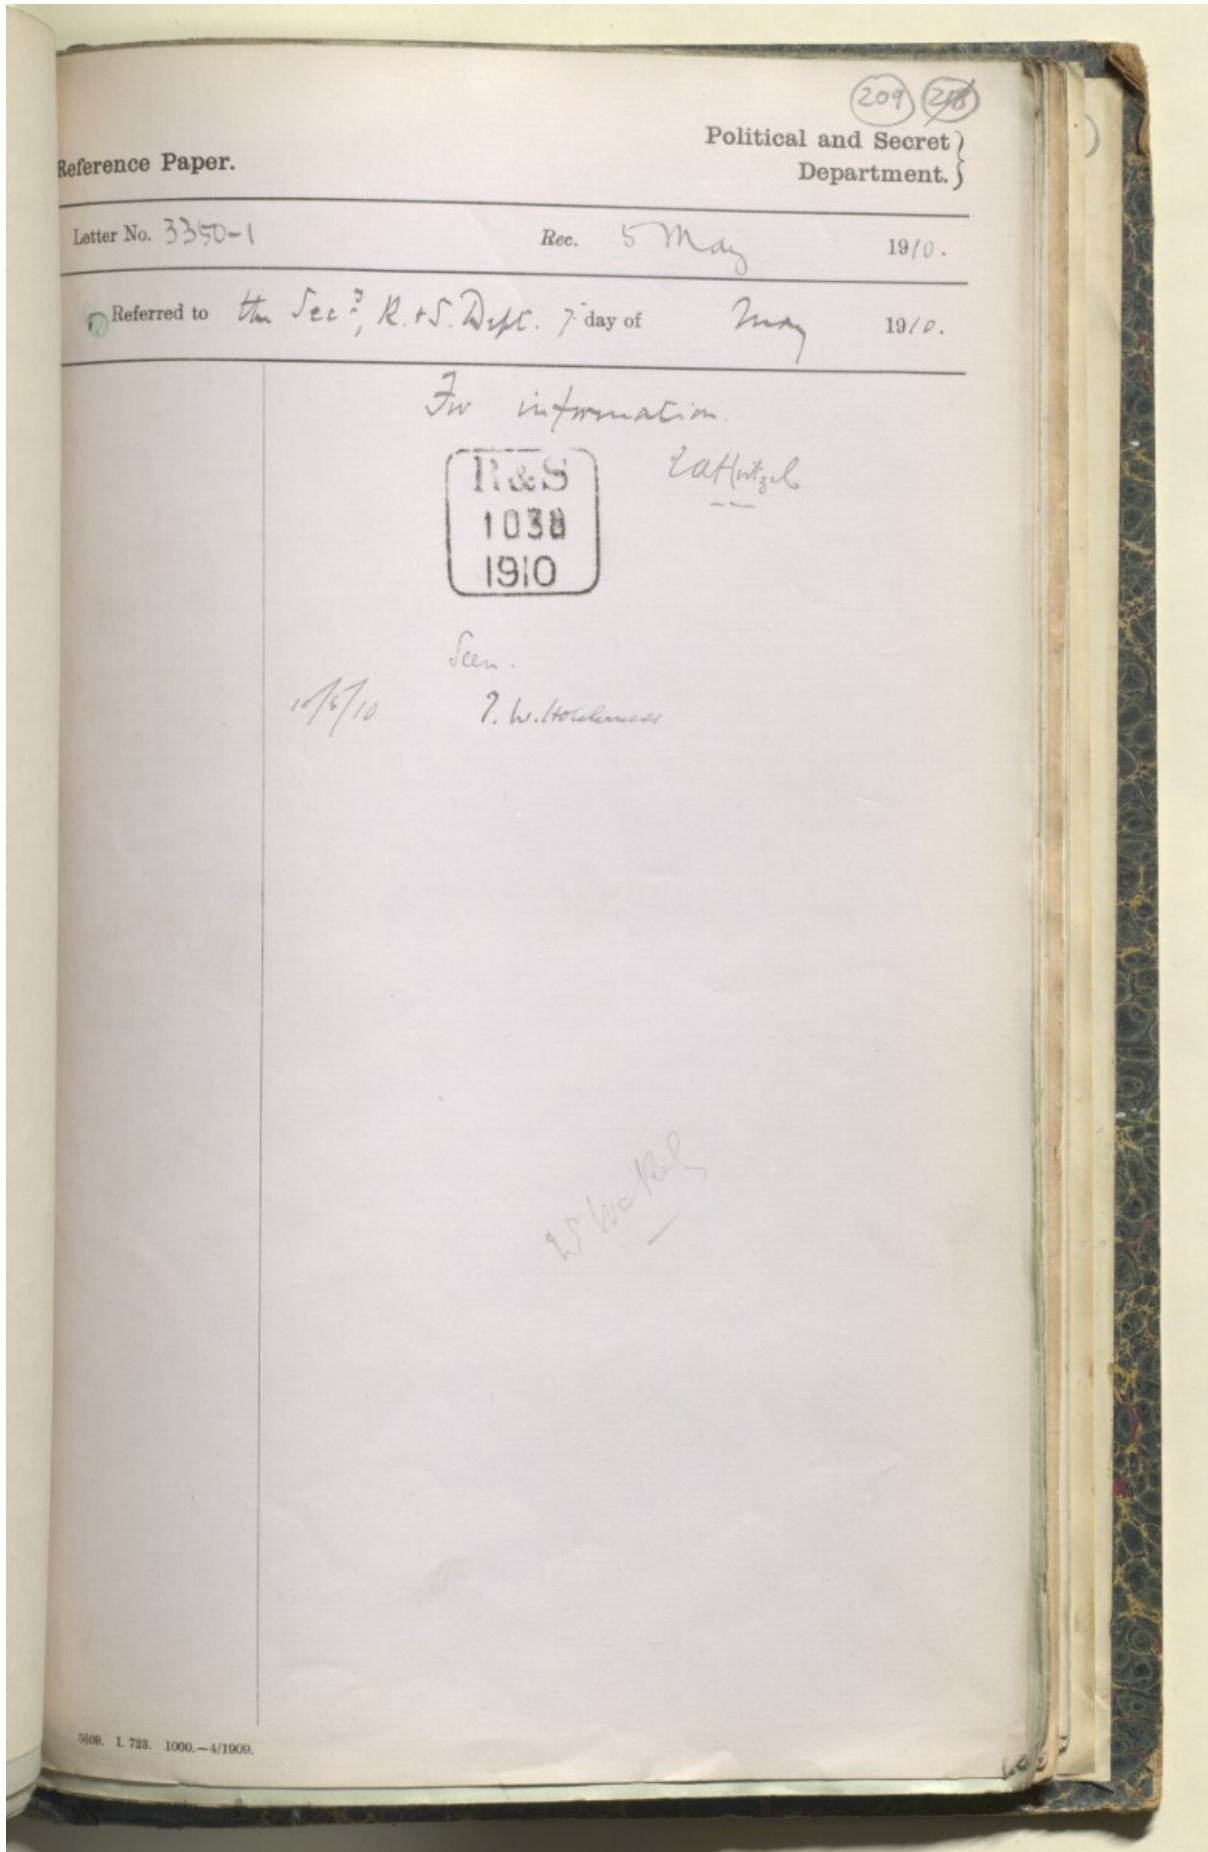 209 218
Political and Secret
Department.
Reference Paper.
Letter No. 3350-1 Rec. 5 May 1910.
Referred to the Secy, R. & S. Dept. 7 day of May 1910.
For information.
R&S
1038
1910
Seen.
10/5/10 T. W. Holderness
W Wakely
5609. I. 723. 1000.—4/1909.